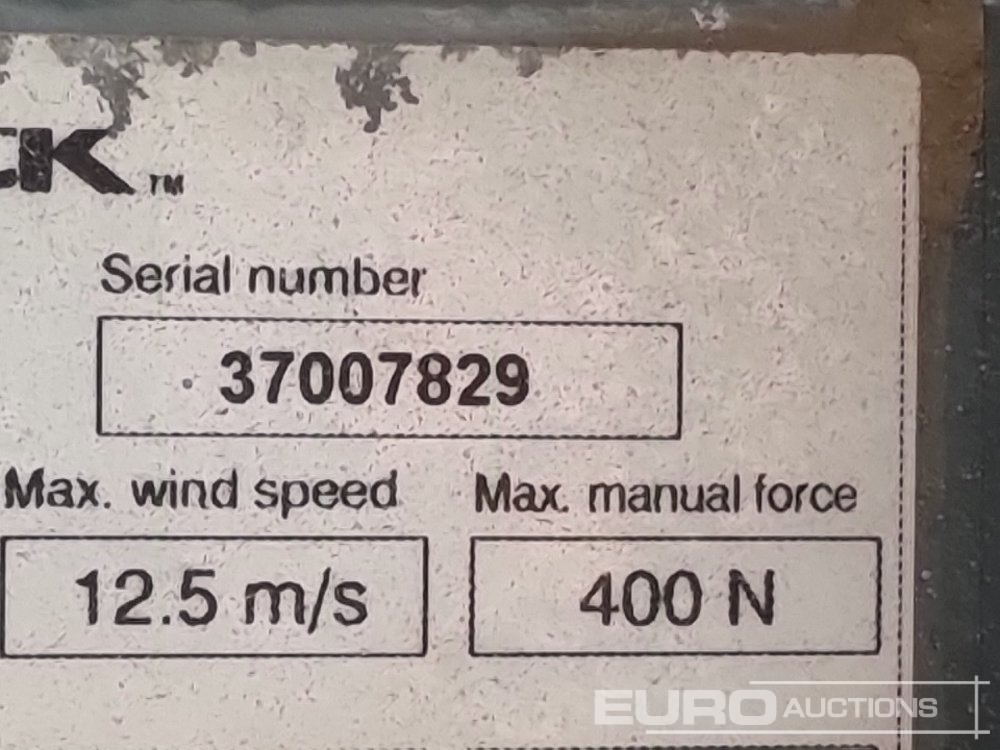 CK™
Serial number
37007829
Max. wind speed Max. manual force
12.5 m/s 400 N
EURO AUCTIONS